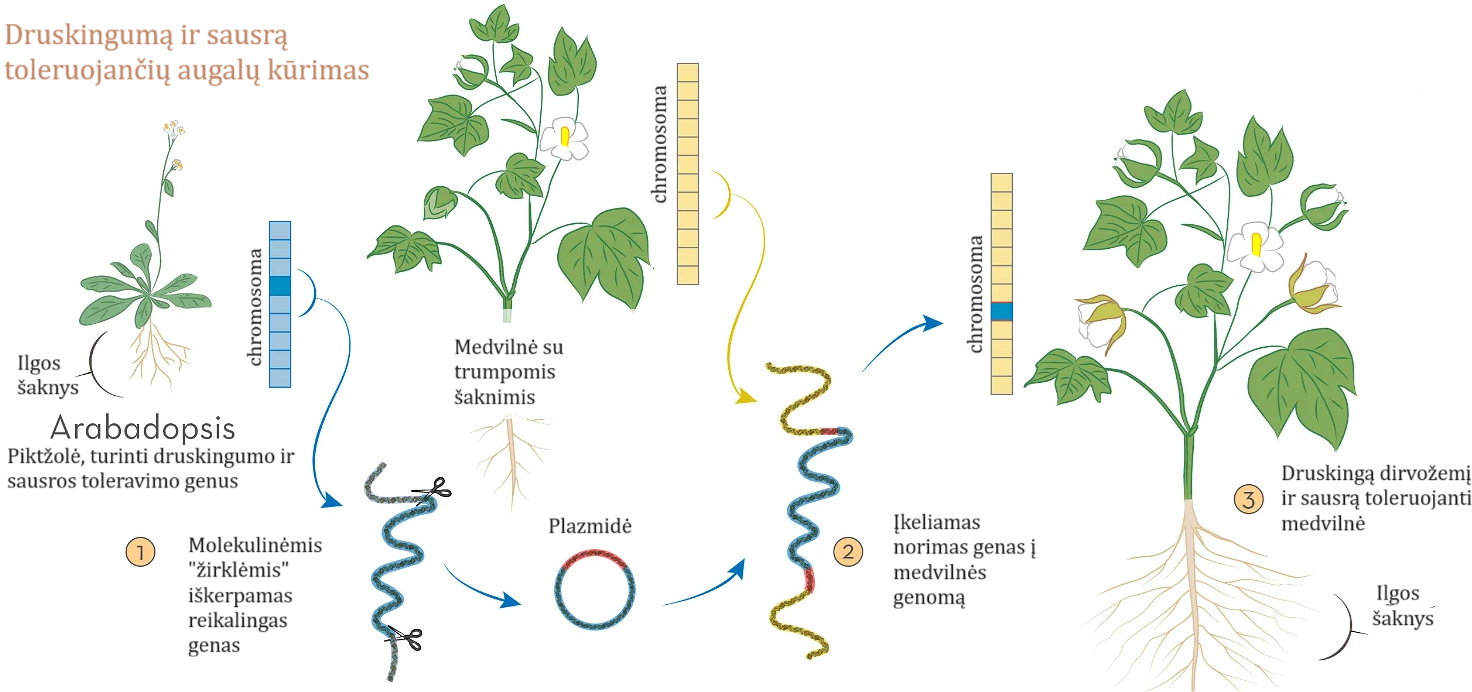 Druskingumą ir sausrą
toleruojančių augalų kūrimas
chromosoma
Ilgos
šaknys
Arabadopsis
Piktžolė, turinti druskingumo ir
sausros toleravimo genus
chromosoma
Medvilnė su
trumpomis
šaknimis
1
Molekulinėmis
"žirklėmis"
iškerpamas
reikalingas
genas
Plazmidė
2
Įkeliamas
norimas genas į
medvilnės
genomą
chromosoma
3
Druskingą dirvožemį
ir sausrą toleruojanti
medvilnė
Ilgos
šaknys